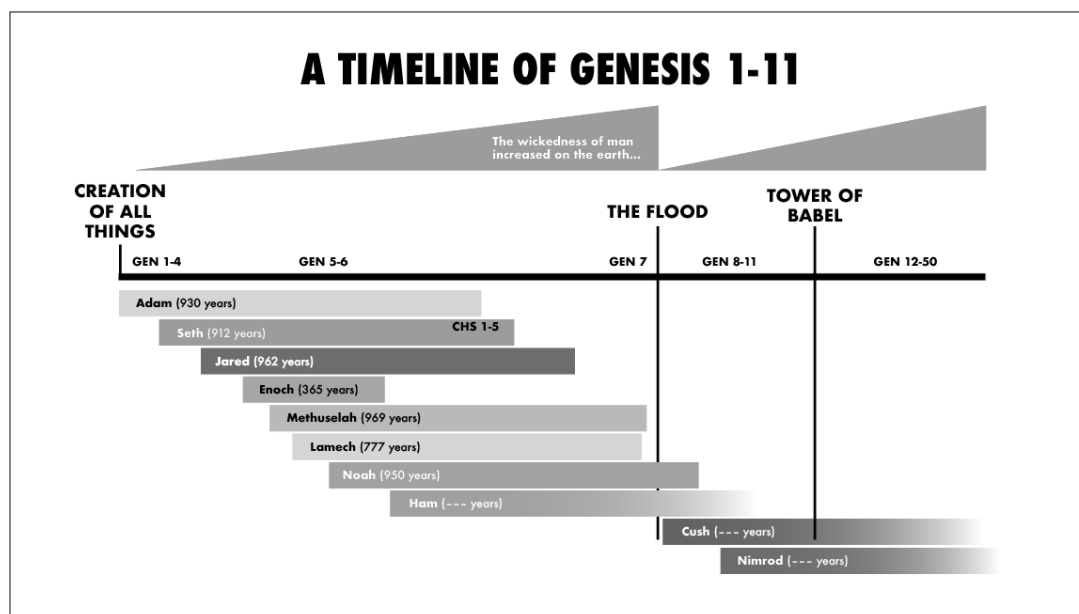 A TIMELINE OF GENESIS 1-11
The wickedness of man
increased on the earth...
CREATION
OF ALL
THINGS
THE FLOOD
TOWER OF
BABEL
GEN 1-4
GEN 5-6
GEN 7
GEN 8-11
GEN 12-50
Adam (930 years)
Seth (912 years)
CHS 1-5
Jared (962 years)
Enoch (365 years)
Methuselah (969 years)
Lamech (777 years)
Noah (950 years)
Ham (--- years)
Cush (--- years)
Nimrod (--- years)